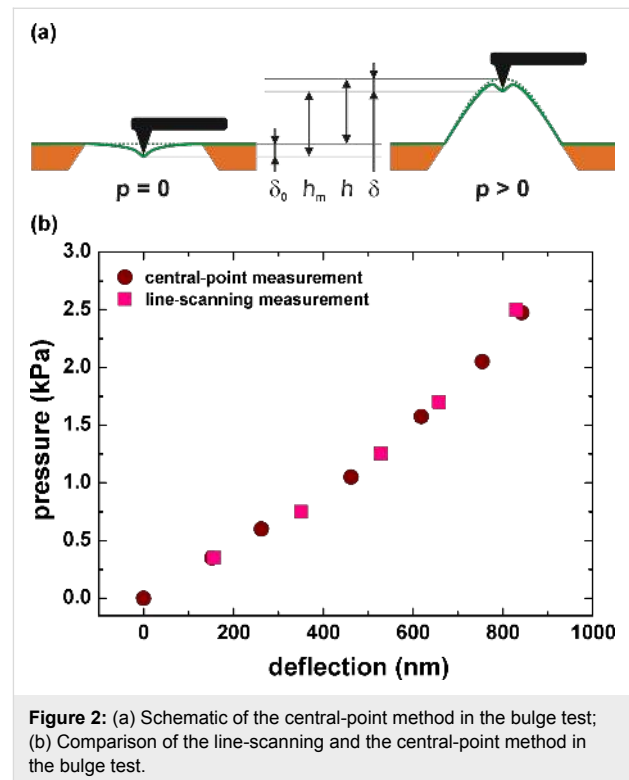 (a)
p = 0
δ₀ hₘ h δ
p > 0
(b)
3.0
2.5
2.0
1.5
1.0
0.5
0.0
pressure (kPa)
central-point measurement
line-scanning measurement
0 200 400 600 800 1000
deflection (nm)
Figure 2: (a) Schematic of the central-point method in the bulge test;
(b) Comparison of the line-scanning and the central-point method in
the bulge test.